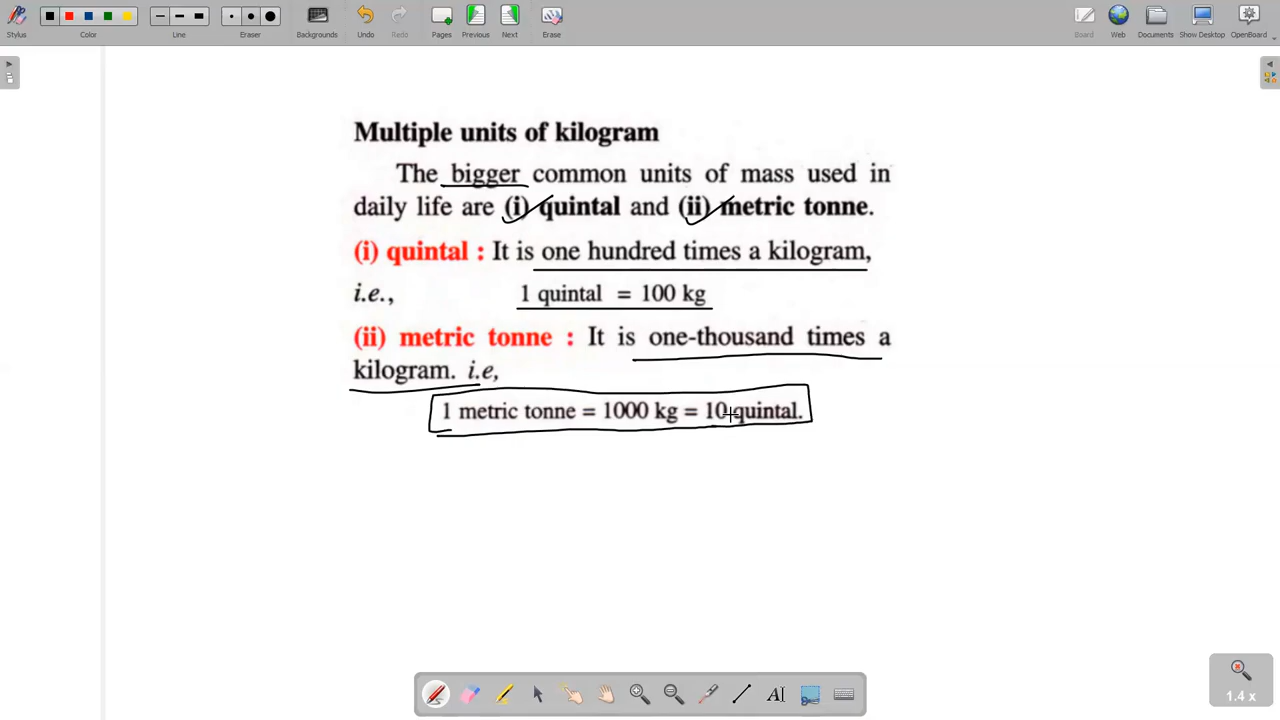 Stylus
Color
Line
Eraser
Backgrounds
Undo
Redo
Pages
Previous
Next
Erase
Board
Web
Documents
Show Desktop
OpenBoard
Multiple units of kilogram
The bigger common units of mass used in
daily life are (i) quintal and (ii) metric tonne.
(i) quintal : It is one hundred times a kilogram,
i.e., 1 quintal = 100 kg
(ii) metric tonne : It is one-thousand times a
kilogram. i.e,
1 metric tonne = 1000 kg = 10 quintal.
1.4 x